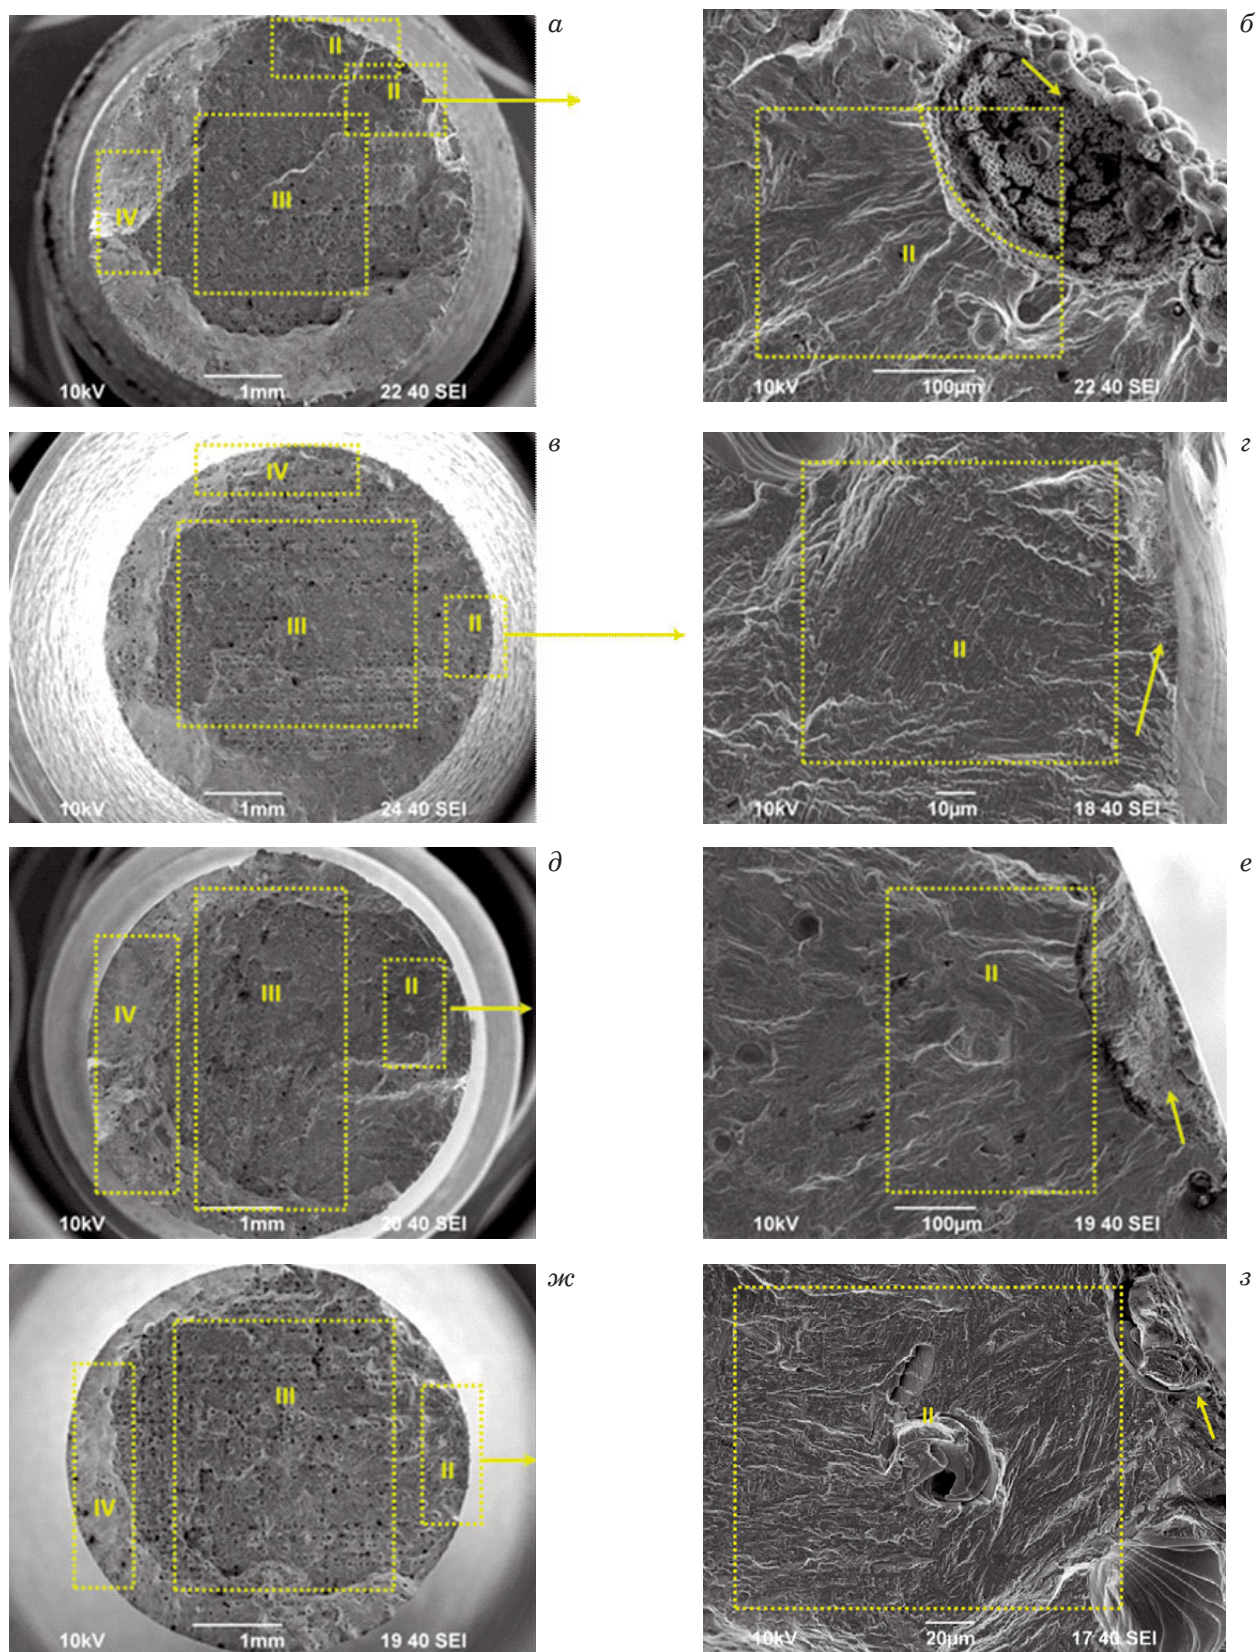 а
II
II
III
IV
10kV 1mm 22 40 SEI
б
II
10kV 100µm 22 40 SEI
в
IV
III
II
10kV 1mm 24 40 SEI
г
II
10kV 10µm 18 40 SEI
д
II
III
IV
10kV 1mm 20 40 SEI
е
II
10kV 100µm 19 40 SEI
ж
III
II
IV
10kV 1mm 19 40 SEI
з
II
10kV 20µm 17 40 SEI